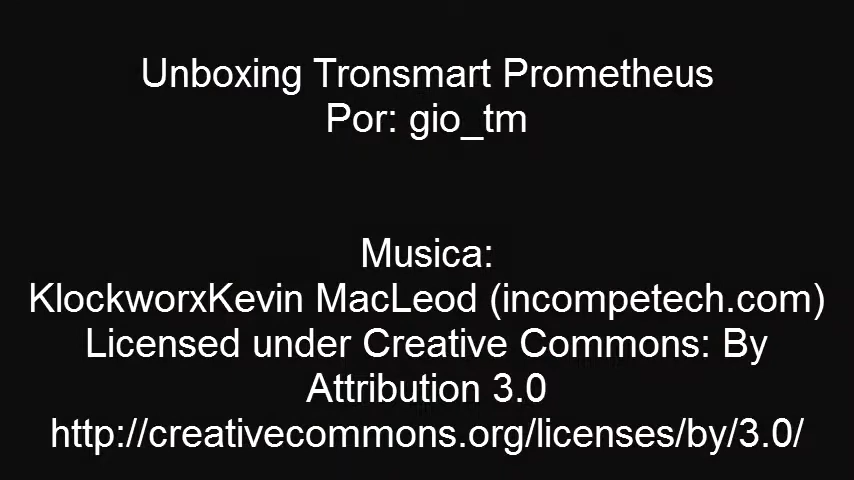 Unboxing Tronsmart Prometheus
Por: gio_tm
Musica:
KlockworxKevin MacLeod (incompetech.com)
Licensed under Creative Commons: By
Attribution 3.0
http://creativecommons.org/licenses/by/3.0/